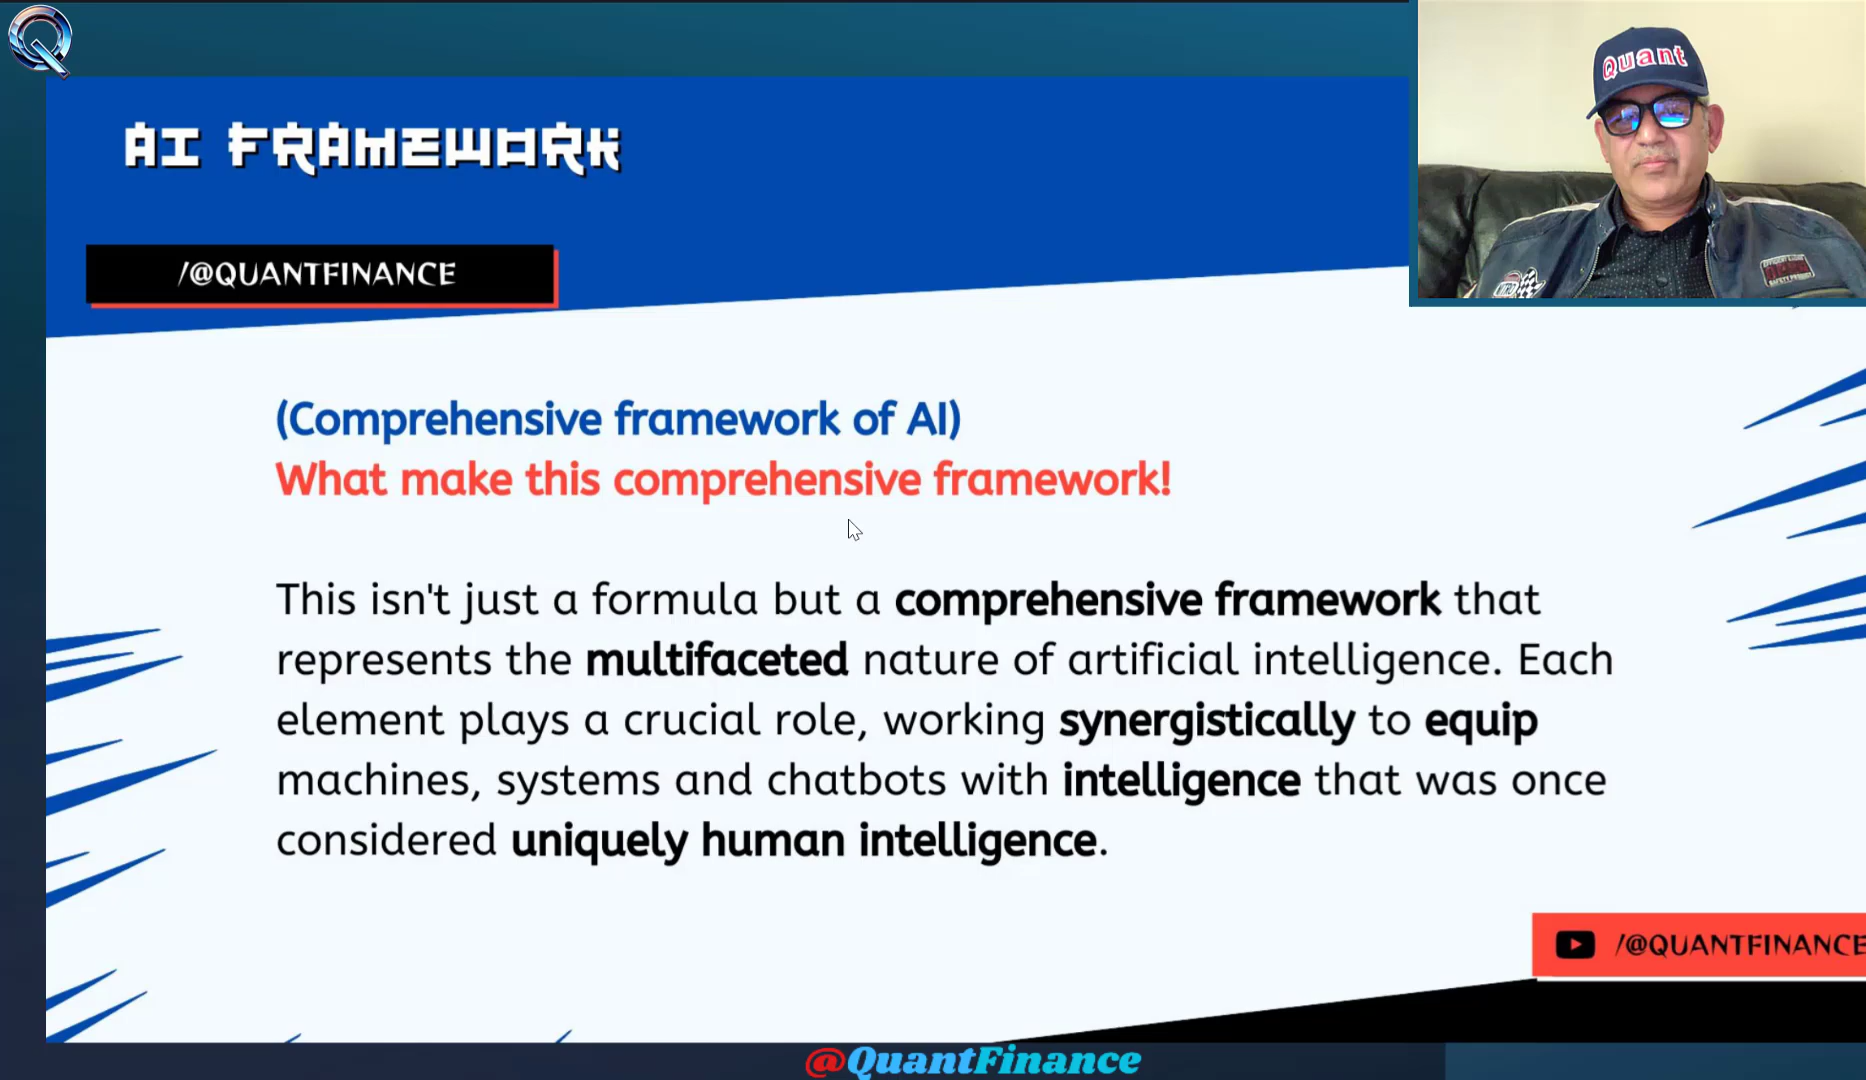 Q
AI FRAMEWORK
Quant
/@QUANTFINANCE
(Comprehensive framework of AI)
What make this comprehensive framework!
This isn't just a formula but a comprehensive framework that
represents the multifaceted nature of artificial intelligence. Each
element plays a crucial role, working synergistically to equip
machines, systems and chatbots with intelligence that was once
considered uniquely human intelligence.
/@QUANTFINANCE
@QuantFinance